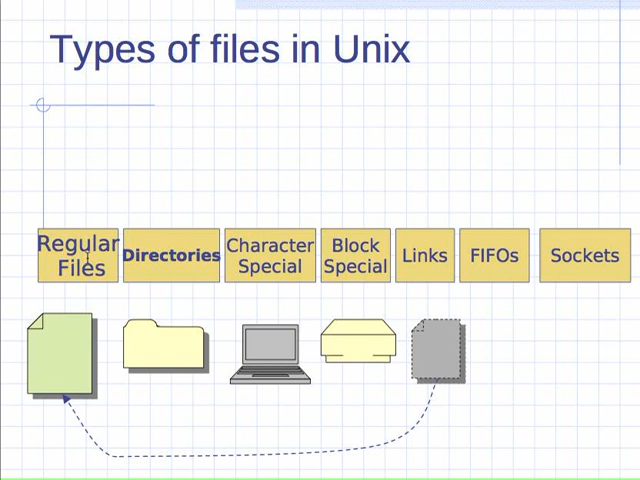 Types of files in Unix
Regular
Files
Directories
Character
Special
Block
Special
Links
FIFOs
Sockets